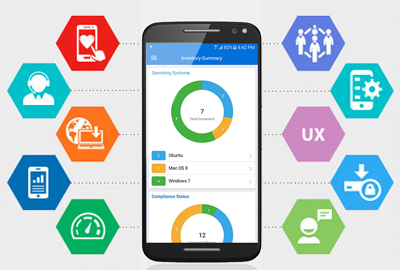 80% 4:42 PM
Inventory Summary
Operating Systems
7
Total Computers
2 Ubuntu
1 Mac OS X
4 Windows 7
Compliance Status
12
UX